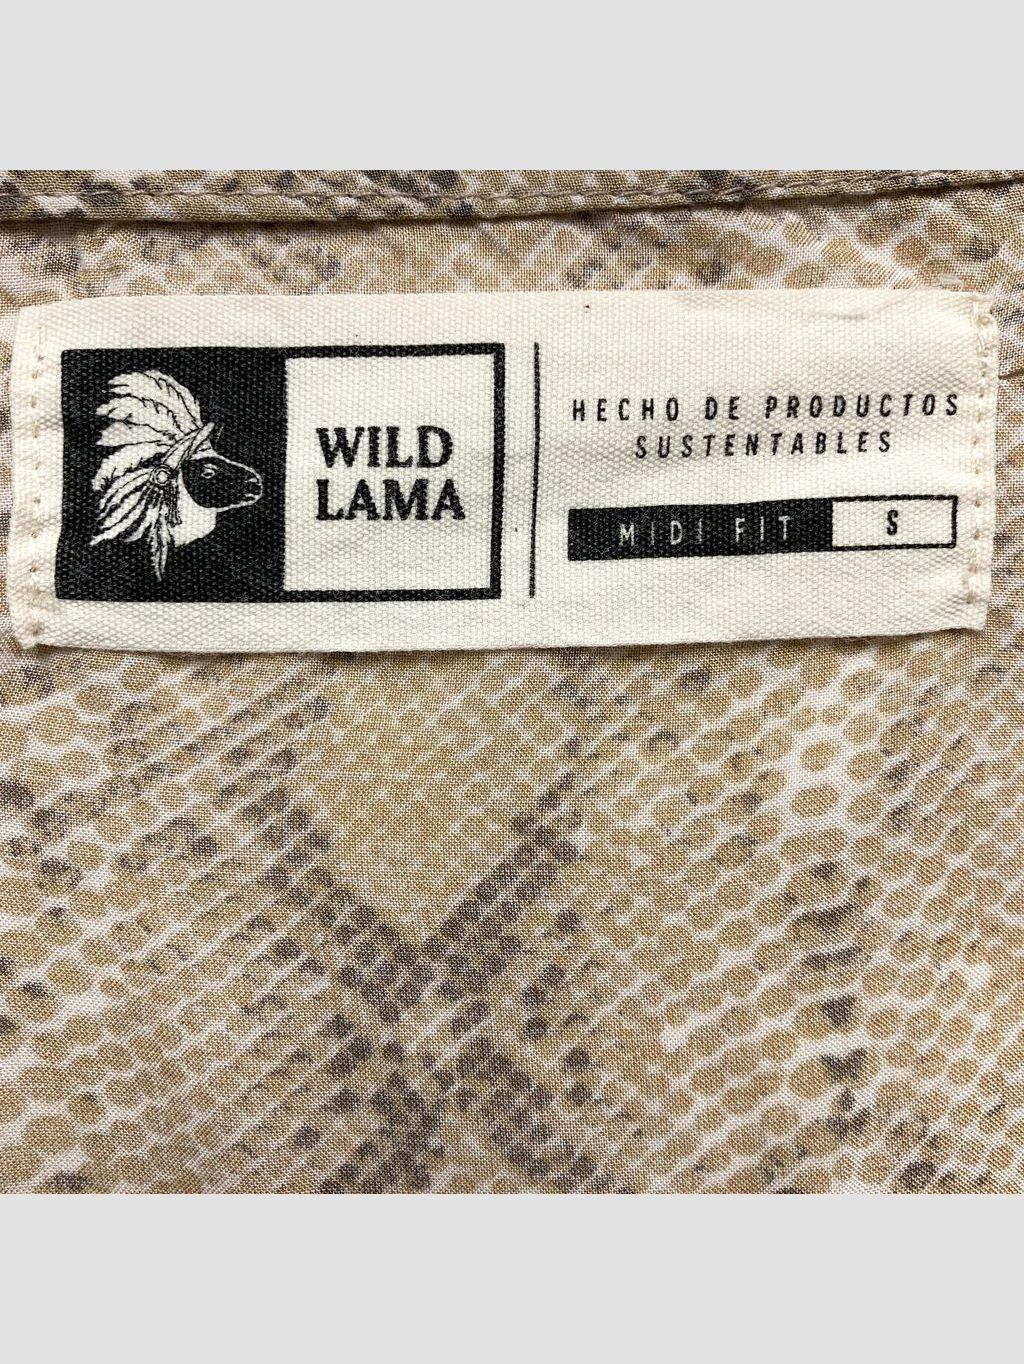 WILD
LAMA
HECHO DE PRODUCTOS
SUSTENTABLES
MIDI FIT S